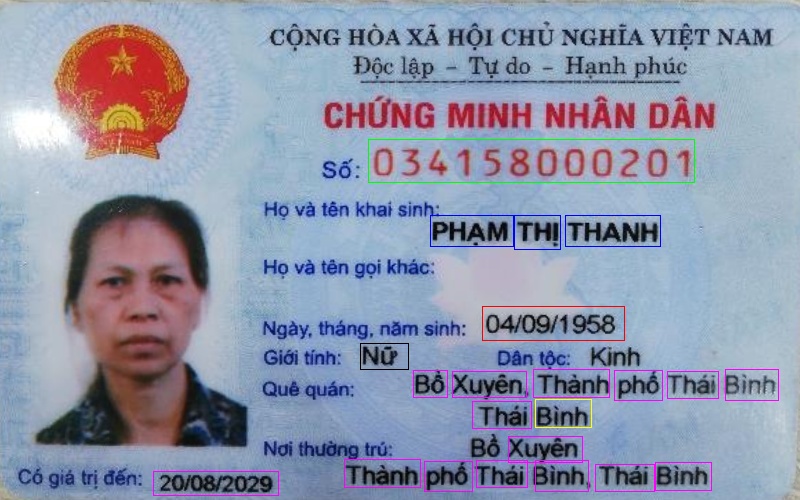 CỘNG HÒA XÃ HỘI CHỦ NGHĨA VIỆT NAM
Độc lập - Tự do - Hạnh phúc
CHỨNG MINH NHÂN DÂN
Số: 034158000201
Họ và tên khai sinh:
PHẠM THỊ THANH
Họ và tên gọi khác:
Ngày, tháng, năm sinh: 04/09/1958
Giới tính: Nữ Dân tộc: Kinh
Quê quán: Bồ Xuyên, Thành phố Thái Bình
Thái Bình
Nơi thường trú: Bồ Xuyên
Thành phố Thái Bình, Thái Bình
Có giá trị đến: 20/08/2029